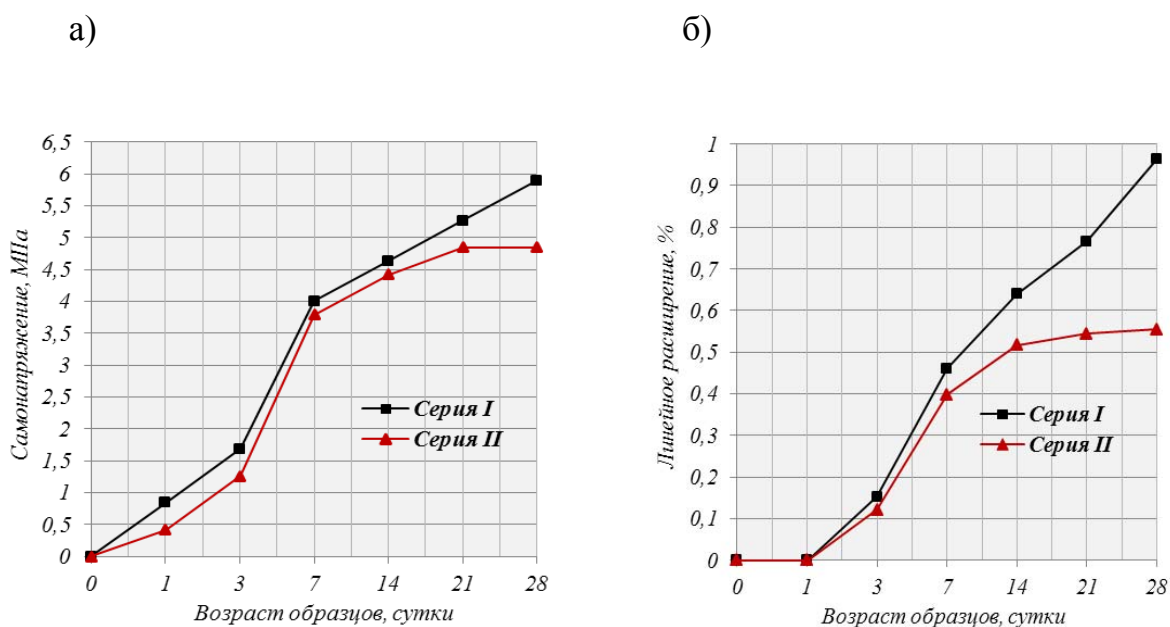 а)
Самонапряжение, МПа
6,5
6
5,5
5
4,5
4
3,5
3
2,5
2
1,5
1
0,5
0
Серия I
Серия II
0 1 3 7 14 21 28
Возраст образцов, сутки
б)
Линейное расширение, %
1
0,9
0,8
0,7
0,6
0,5
0,4
0,3
0,2
0,1
0
Серия I
Серия II
0 1 3 7 14 21 28
Возраст образцов, сутки